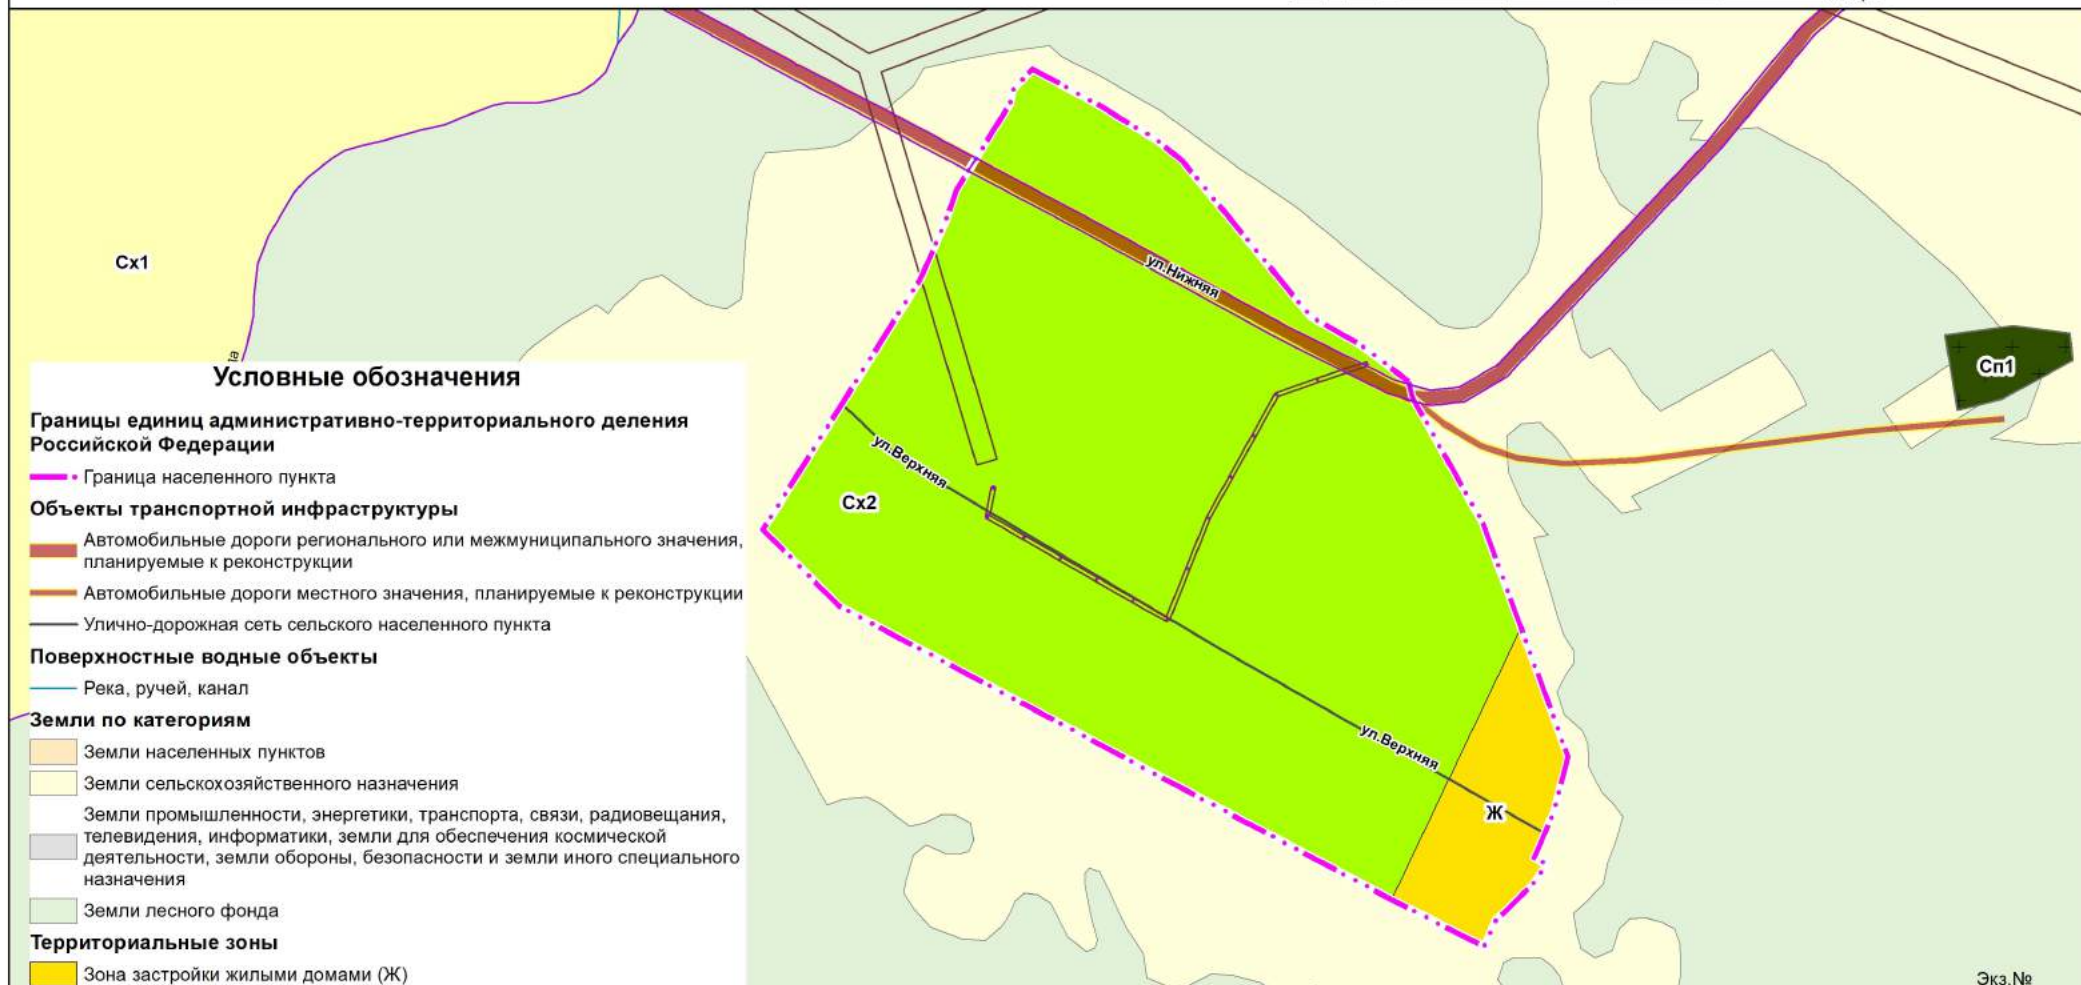 Сх1
ул.Нижняя
Сп1
ул.Верхняя
Сх2
ул.Верхняя
Ж
Условные обозначения
Границы единиц административно-территориального деления
Российской Федерации
Граница населенного пункта
Объекты транспортной инфраструктуры
Автомобильные дороги регионального или межмуниципального значения,
планируемые к реконструкции
Автомобильные дороги местного значения, планируемые к реконструкции
Улично-дорожная сеть сельского населенного пункта
Поверхностные водные объекты
Река, ручей, канал
Земли по категориям
Земли населенных пунктов
Земли сельскохозяйственного назначения
Земли промышленности, энергетики, транспорта, связи, радиовещания,
телевидения, информатики, земли для обеспечения космической
деятельности, земли обороны, безопасности и земли иного специального
назначения
Земли лесного фонда
Территориальные зоны
Зона застройки жилыми домами (Ж)
Экз.№